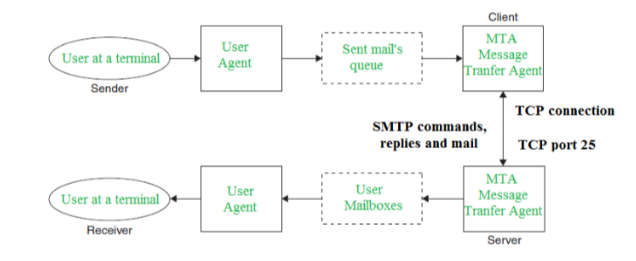 Client
User at a terminal
User
Agent
Sent mail's
queue
MTA
Message
Tranfer Agent
Sender
TCP connection
SMTP commands,
replies and mail
TCP port 25
User at a terminal
User
Agent
User
Mailboxes
MTA
Message
Tranfer Agent
Receiver
Server